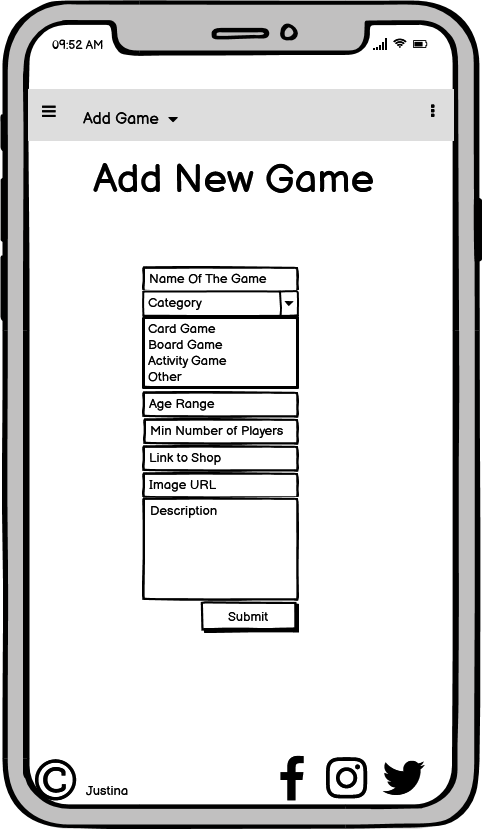 09:52 AM
Add Game
Add New Game
Name Of The Game
Category
Card Game
Board Game
Activity Game
Other
Age Range
Min Number of Players
Link to Shop
Image URL
Description
Submit
© Justina